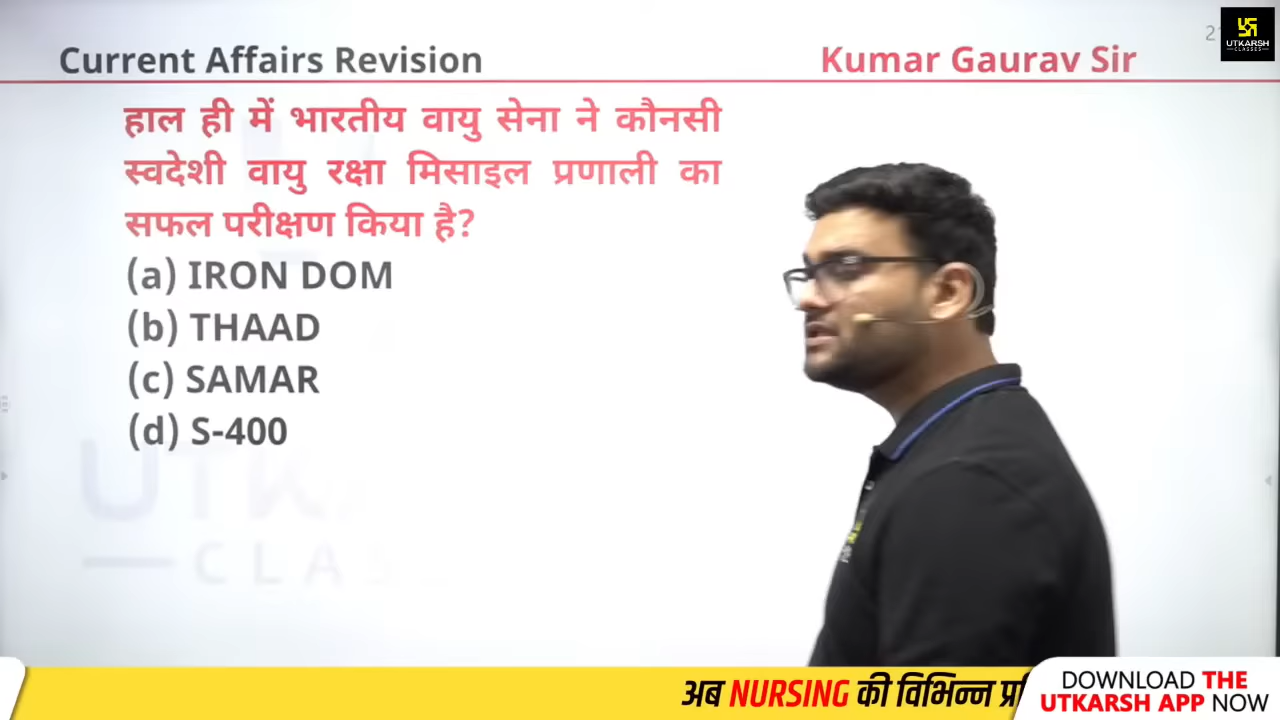 Current Affairs Revision
Kumar Gaurav Sir
UTKARSH
CLASSES
हाल ही में भारतीय वायु सेना ने कौनसी
स्वदेशी वायु रक्षा मिसाइल प्रणाली का
सफल परीक्षण किया है?
(a) IRON DOM
(b) THAAD
(c) SAMAR
(d) S-400
अब NURSING की विभिन्न
DOWNLOAD THE
UTKARSH APP NOW